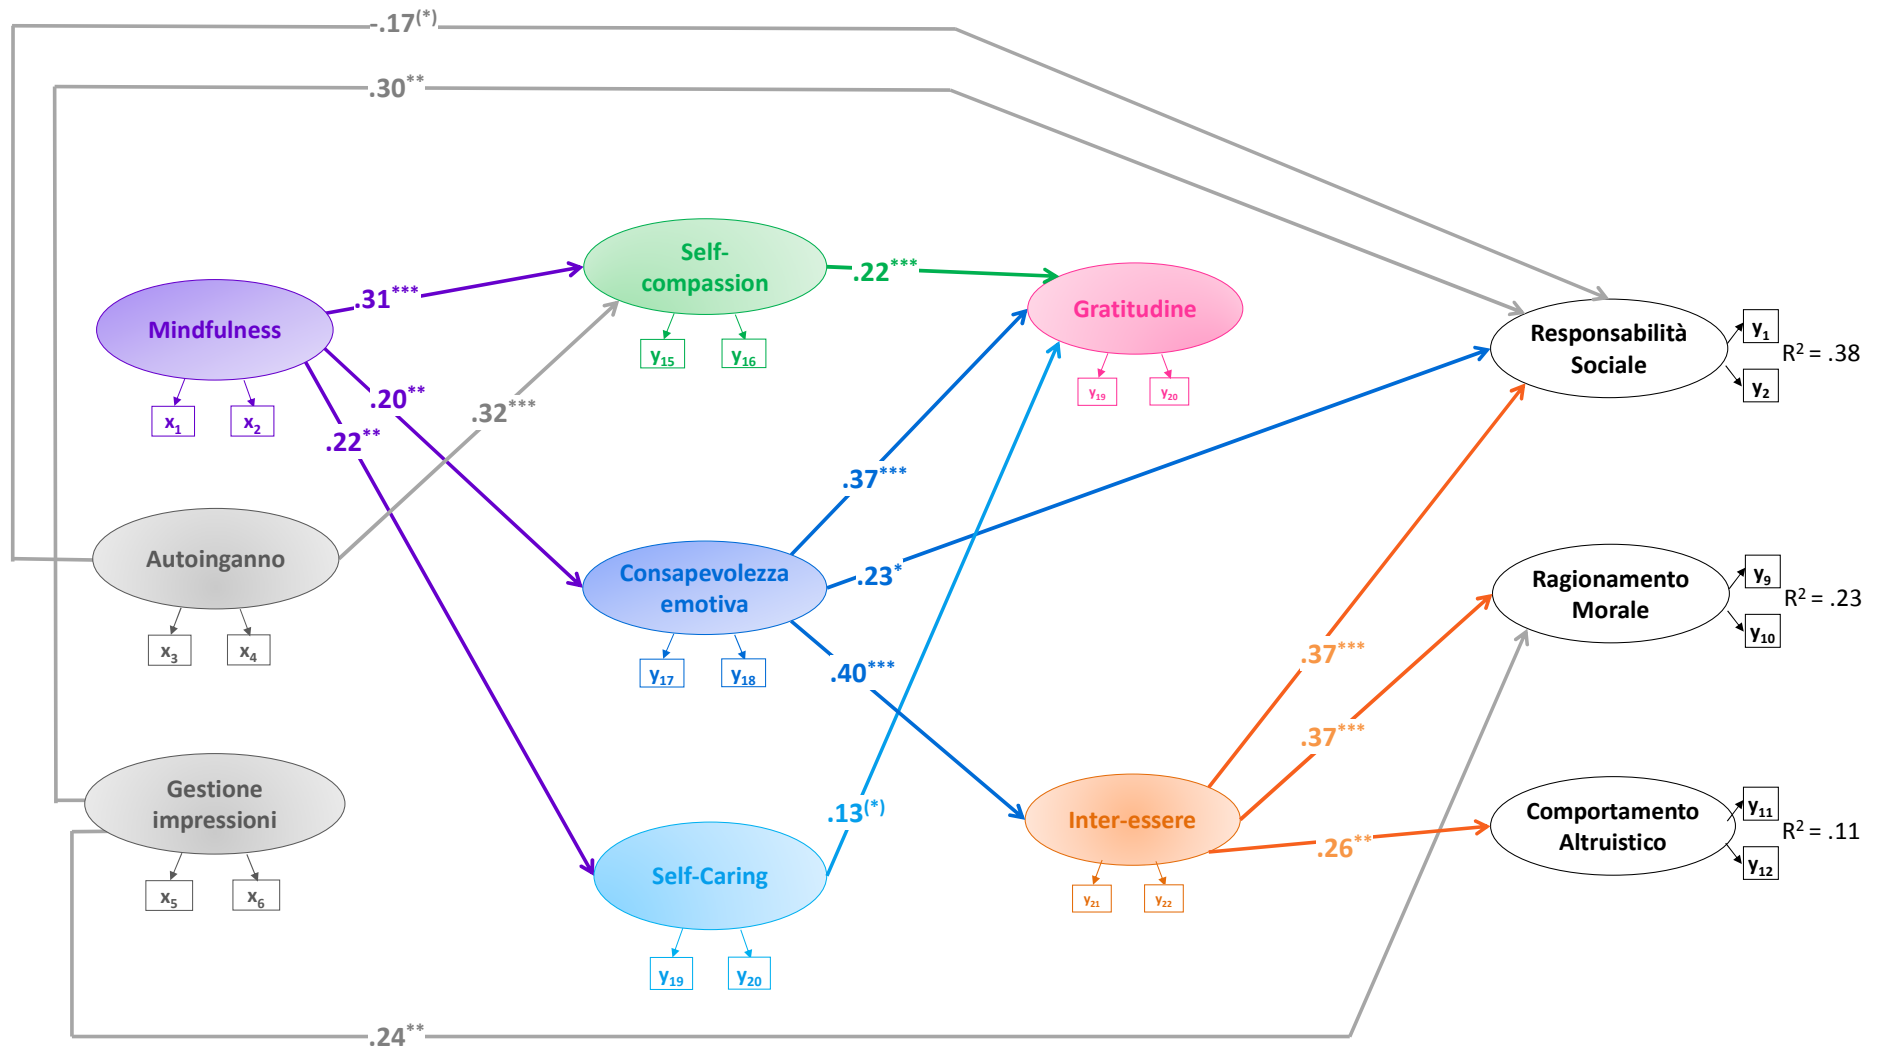 -.17(*)
.30**
Self-
compassion
.22***
.31***
Mindfulness
Gratitudine
Responsabilità
Sociale
y1
R2 = .38
y2
y15
y16
y19
y20
x1
x2
.20**
.32***
.22**
.37***
Autoinganno
Consapevolezza
emotiva
.23*
Ragionamento
Morale
y9
R2 = .23
y10
x3
x4
y17
y18
.40***
.37***
.37***
Gestione
impressioni
.13(*)
Inter-essere
.26**
Comportamento
Altruistico
y11
R2 = .11
y12
x5
x6
Self-Caring
y21
y22
y19
y20
.24**